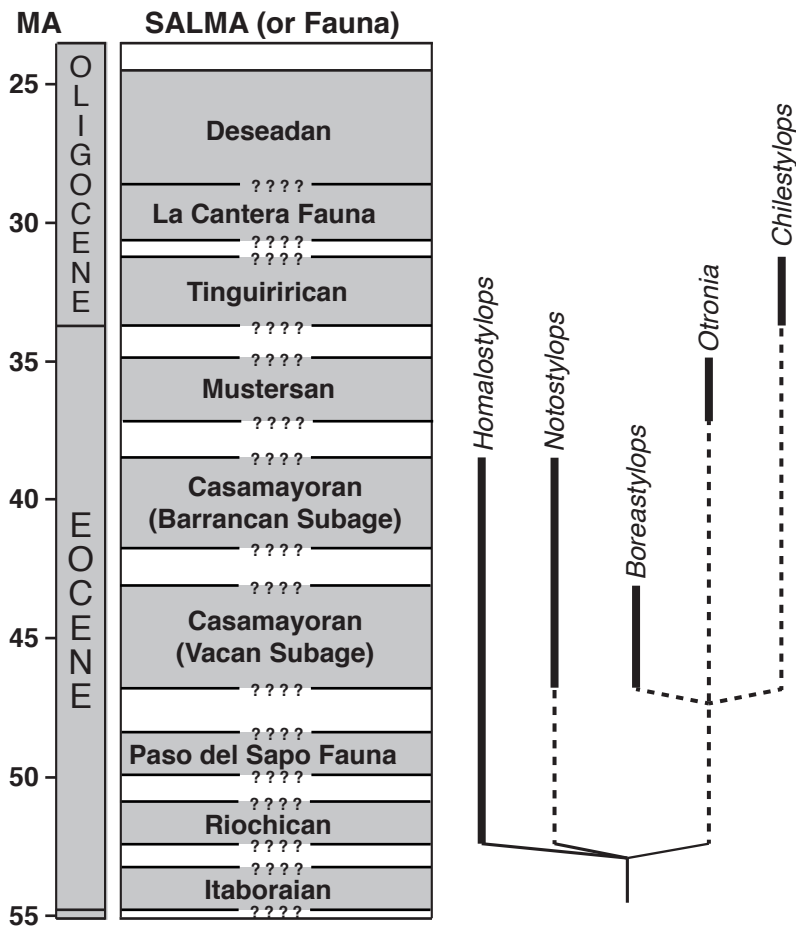 MA SALMA (or Fauna)
OLIGOCENE
EOCENE
25
30
35
40
45
50
55
Deseadan
? ? ? ?
La Cantera Fauna
? ? ? ?
? ? ? ?
Tinguirirican
? ? ? ?
? ? ? ?
Mustersan
? ? ? ?
? ? ? ?
Casamayoran
(Barrancan Subage)
? ? ? ?
? ? ? ?
Casamayoran
(Vacan Subage)
? ? ? ?
? ? ? ?
Paso del Sapo Fauna
? ? ? ?
? ? ? ?
Riochican
? ? ? ?
? ? ? ?
Itaboraian
? ? ? ?
Homalostylops
Notostylops
Boreastylops
Otronia
Chilestylops